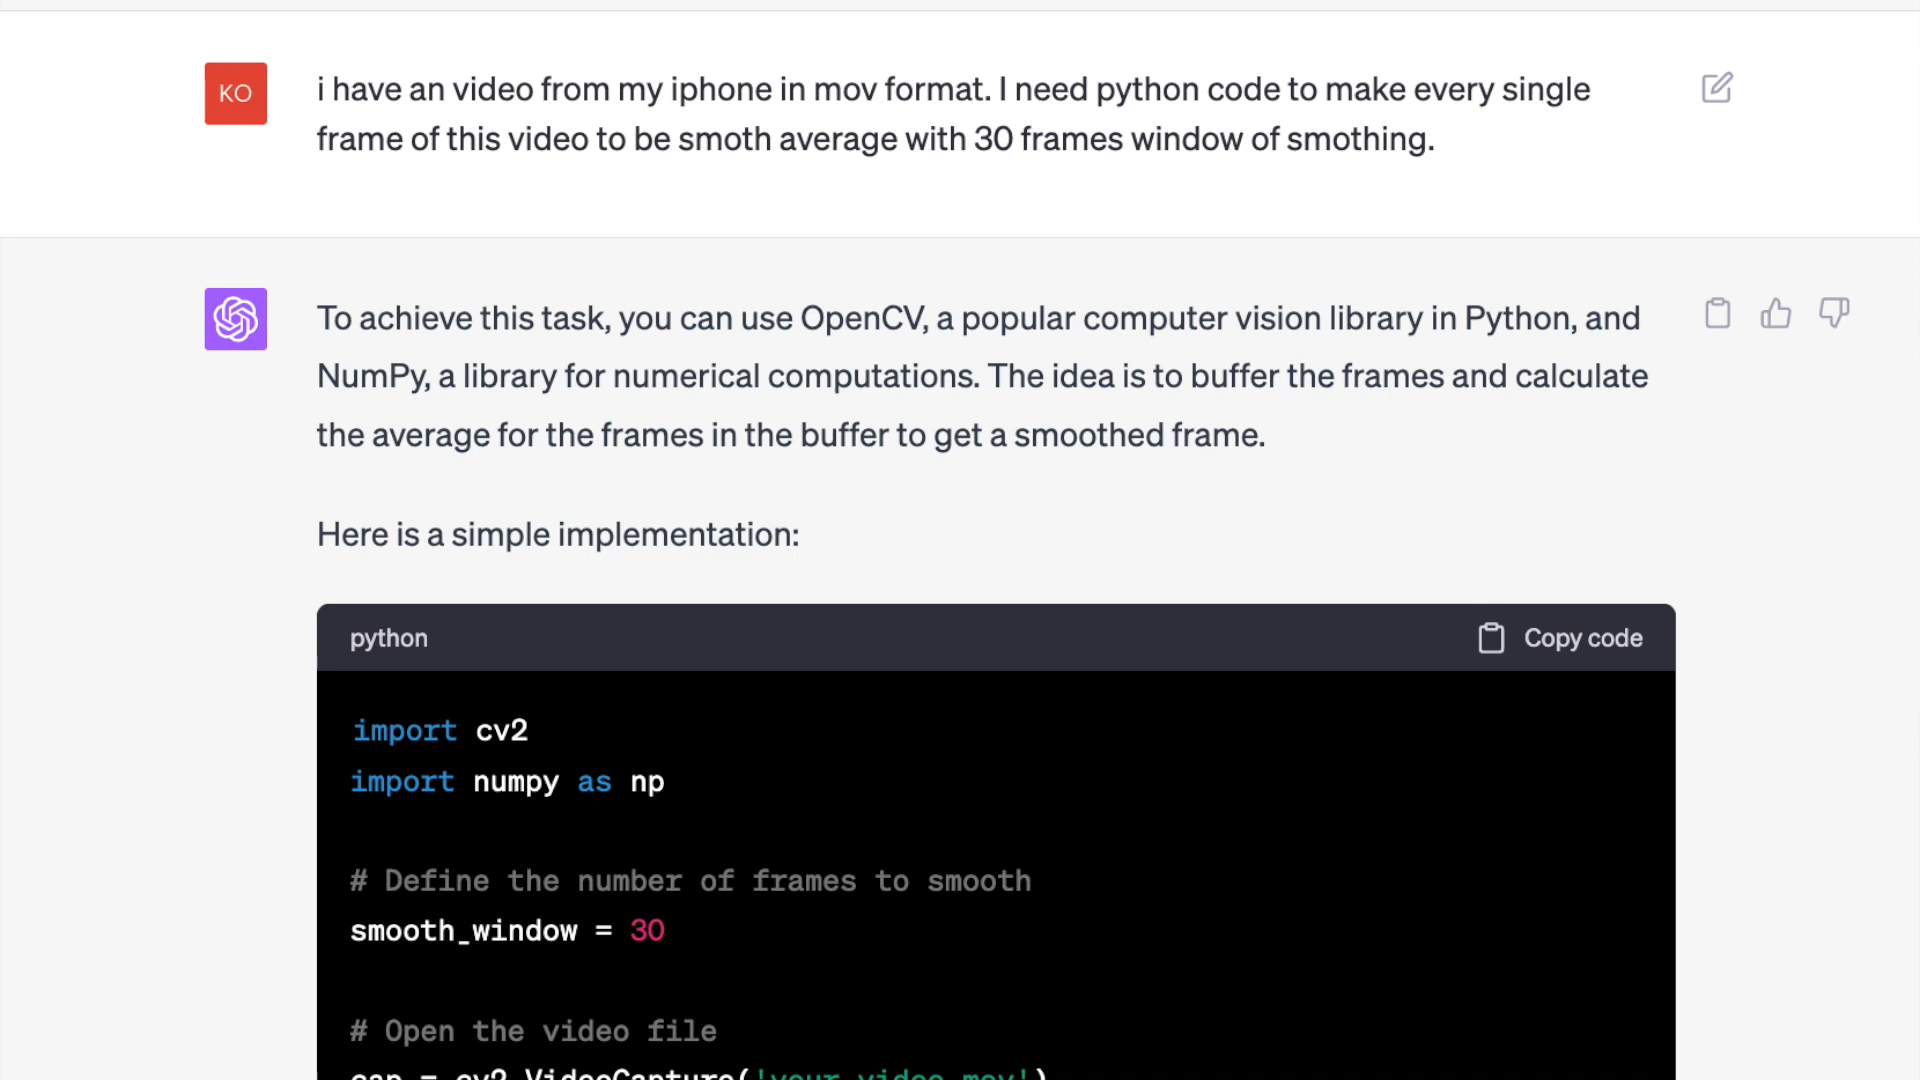 KO
i have an video from my iphone in mov format. I need python code to make every single
frame of this video to be smoth average with 30 frames window of smothing.
To achieve this task, you can use OpenCV, a popular computer vision library in Python, and
NumPy, a library for numerical computations. The idea is to buffer the frames and calculate
the average for the frames in the buffer to get a smoothed frame.
Here is a simple implementation:
python
Copy code
import cv2
import numpy as np
# Define the number of frames to smooth
smooth_window = 30
# Open the video file
cap = cv2.VideoCapture('your_video.mov')